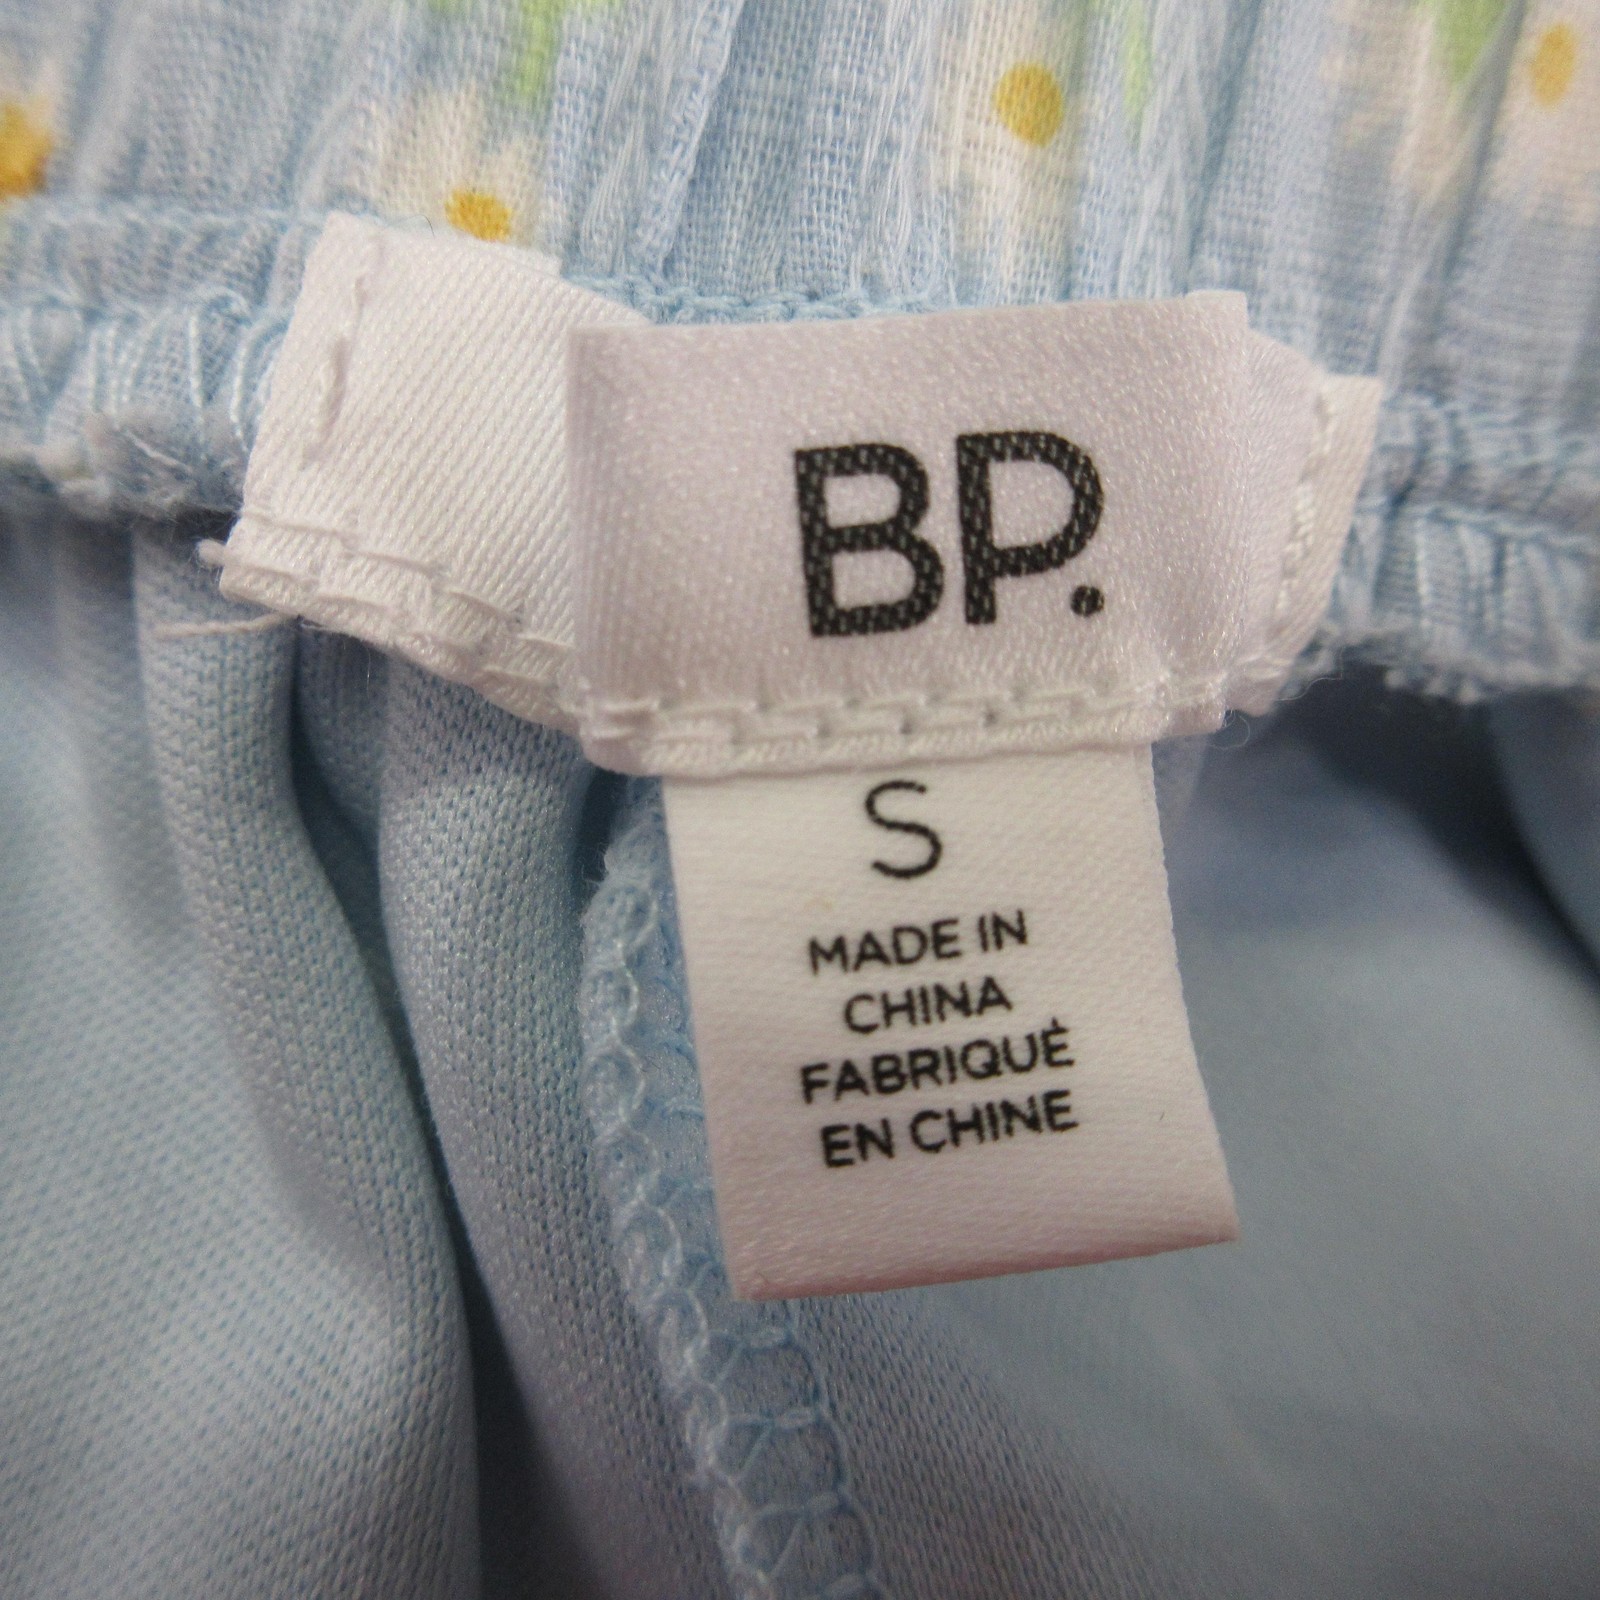 BP.
S
MADE IN
CHINA
FABRIQUÉ
EN CHINE